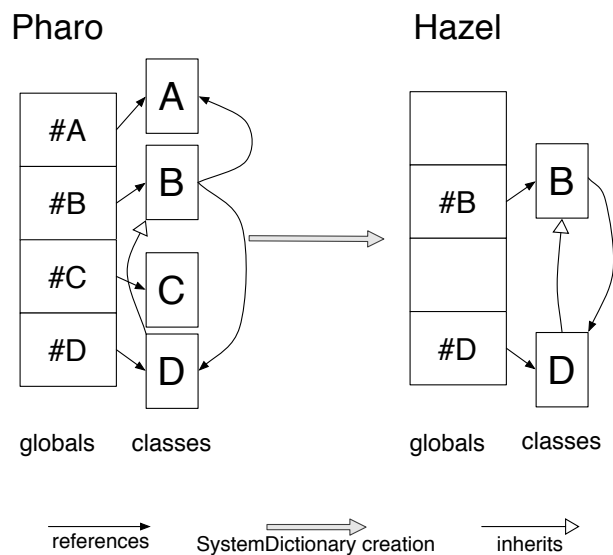 Pharo
Hazel
A
#A
B
B
#B
#B
C
#C
D
#D
D
#D
globals
classes
globals
classes
references
SystemDictionary creation
inherits